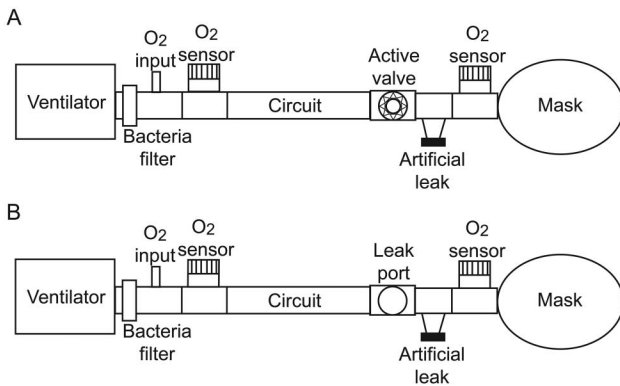 A
O2
input
O2
sensor
Active
valve
O2
sensor
Ventilator
Circuit
Mask
Bacteria
filter
Artificial
leak
B
O2
input
O2
sensor
Leak
port
O2
sensor
Ventilator
Circuit
Mask
Bacteria
filter
Artificial
leak